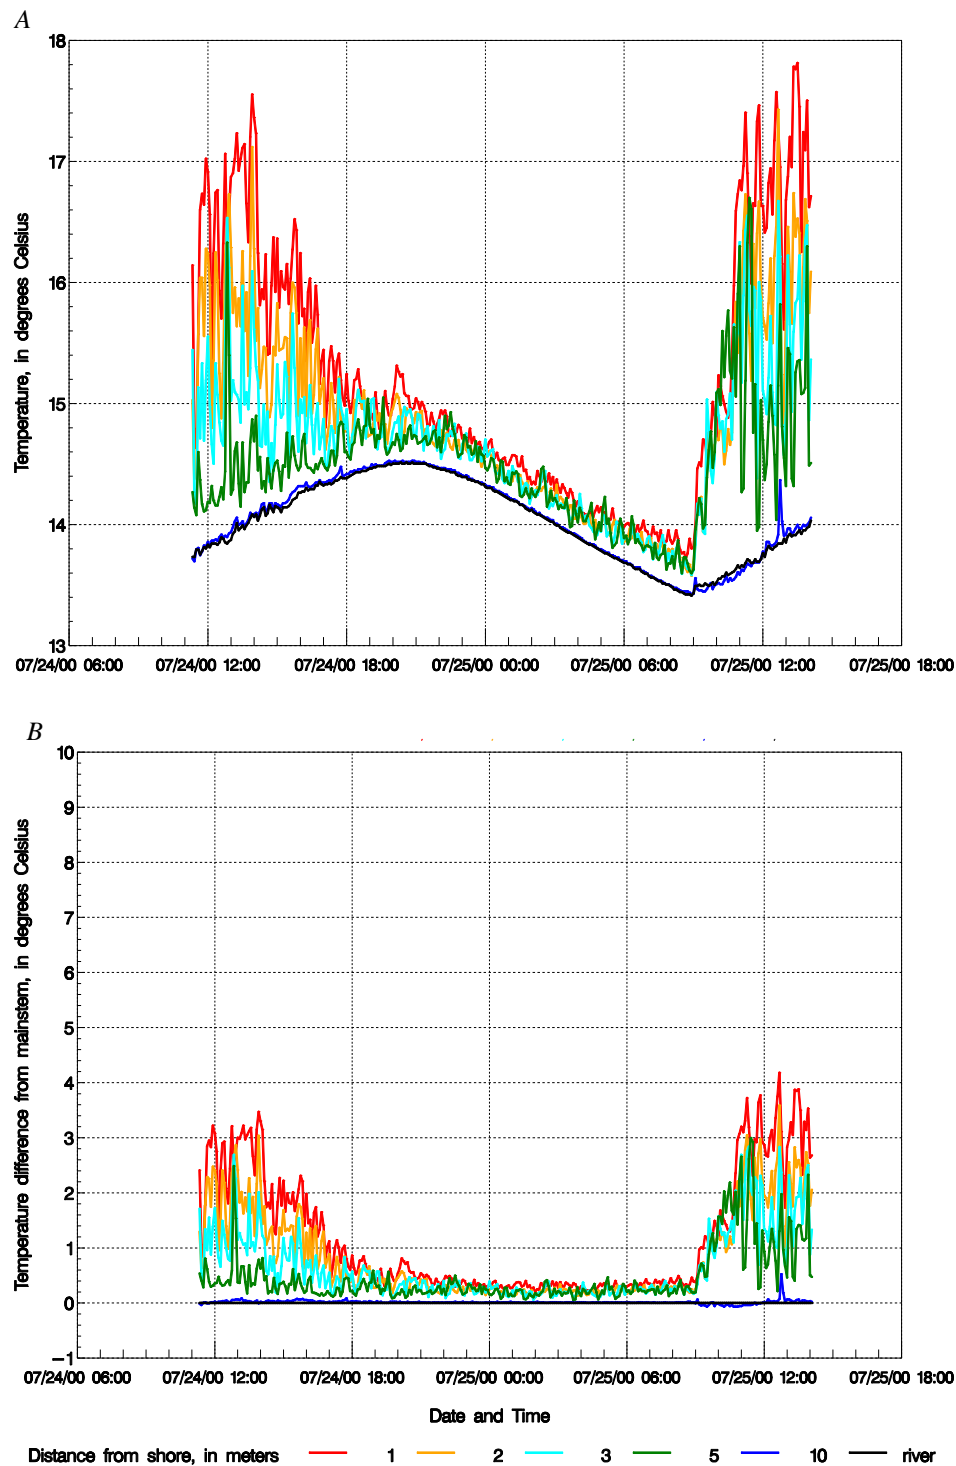 A
18
17
16
15
14
13
Temperature, in degrees Celsius
07/24/00 06:00 07/24/00 12:00 07/24/00 18:00 07/25/00 00:00 07/25/00 06:00 07/25/00 12:00 07/25/00 18:00
B
10
9
8
7
6
5
4
3
2
1
0
−1
Temperature difference from mainstem, in degrees Celsius
07/24/00 06:00 07/24/00 12:00 07/24/00 18:00 07/25/00 00:00 07/25/00 06:00 07/25/00 12:00 07/25/00 18:00
Date and Time
Distance from shore, in meters 1 2 3 5 10 river